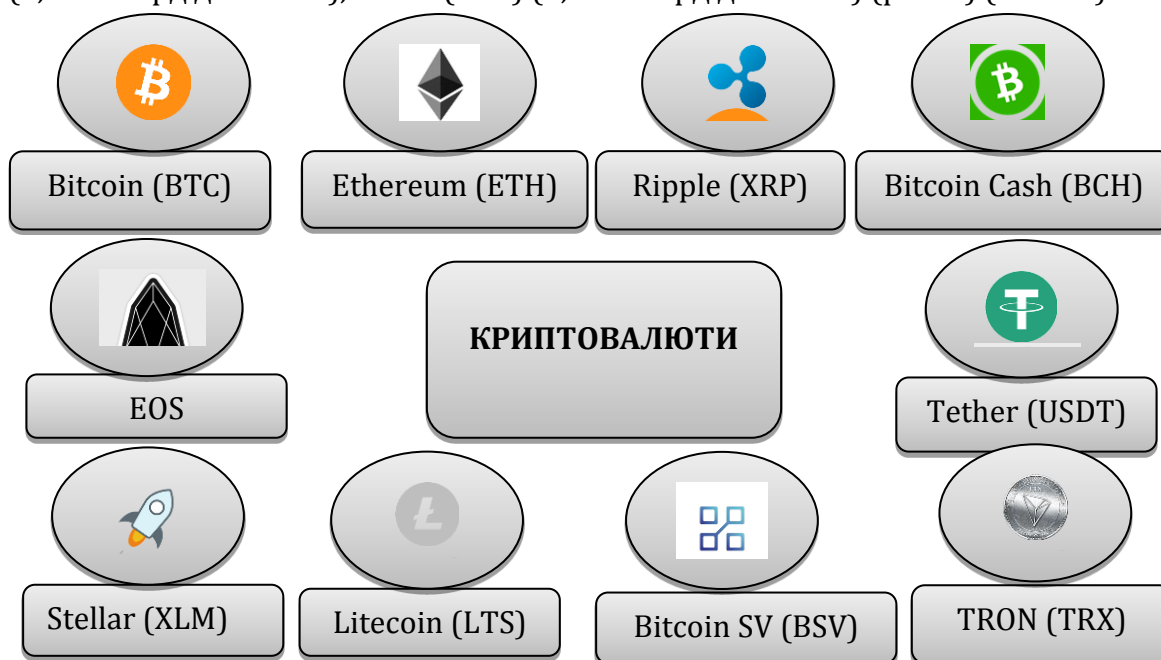 Bitcoin (BTC)
Ethereum (ETH)
Ripple (XRP)
Bitcoin Cash (BCH)
КРИПТОВАЛЮТИ
EOS
Tether (USDT)
Stellar (XLM)
Litecoin (LTS)
Bitcoin SV (BSV)
TRON (TRX)